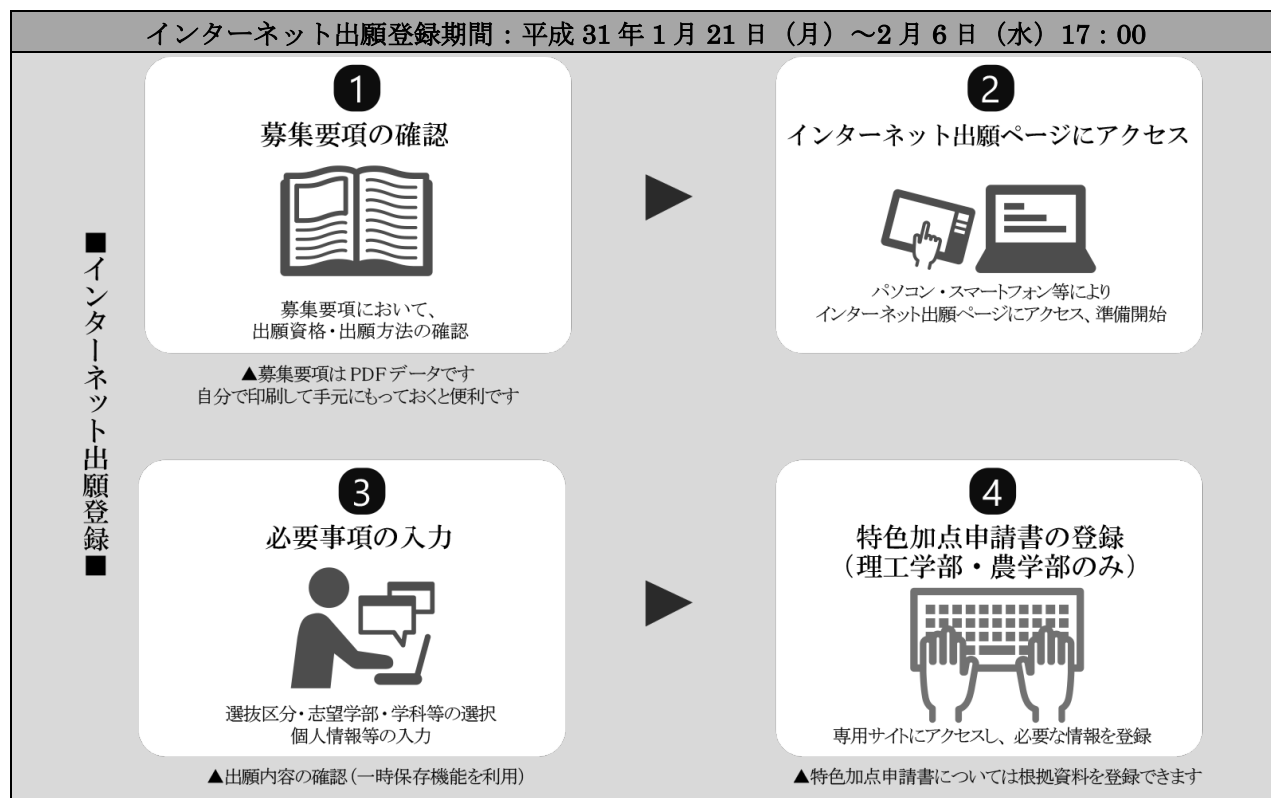 インターネット出願登録期間：平成 31 年 1 月 21 日（月）～2 月 6 日（水）17：00
■インターネット出願登録■
1
募集要項の確認
募集要項において、
出願資格・出願方法の確認
▲募集要項は PDF データです
自分で印刷して手元にもっておくと便利です
2
インターネット出願ページにアクセス
パソコン・スマートフォン等により
インターネット出願ページにアクセス、準備開始
3
必要事項の入力
選抜区分・志望学部・学科等の選択
個人情報等の入力
▲出願内容の確認（一時保存機能を利用）
4
特色加点申請書の登録
（理工学部・農学部のみ）
専用サイトにアクセスし、必要な情報を登録
▲特色加点申請書については根拠資料を登録できます